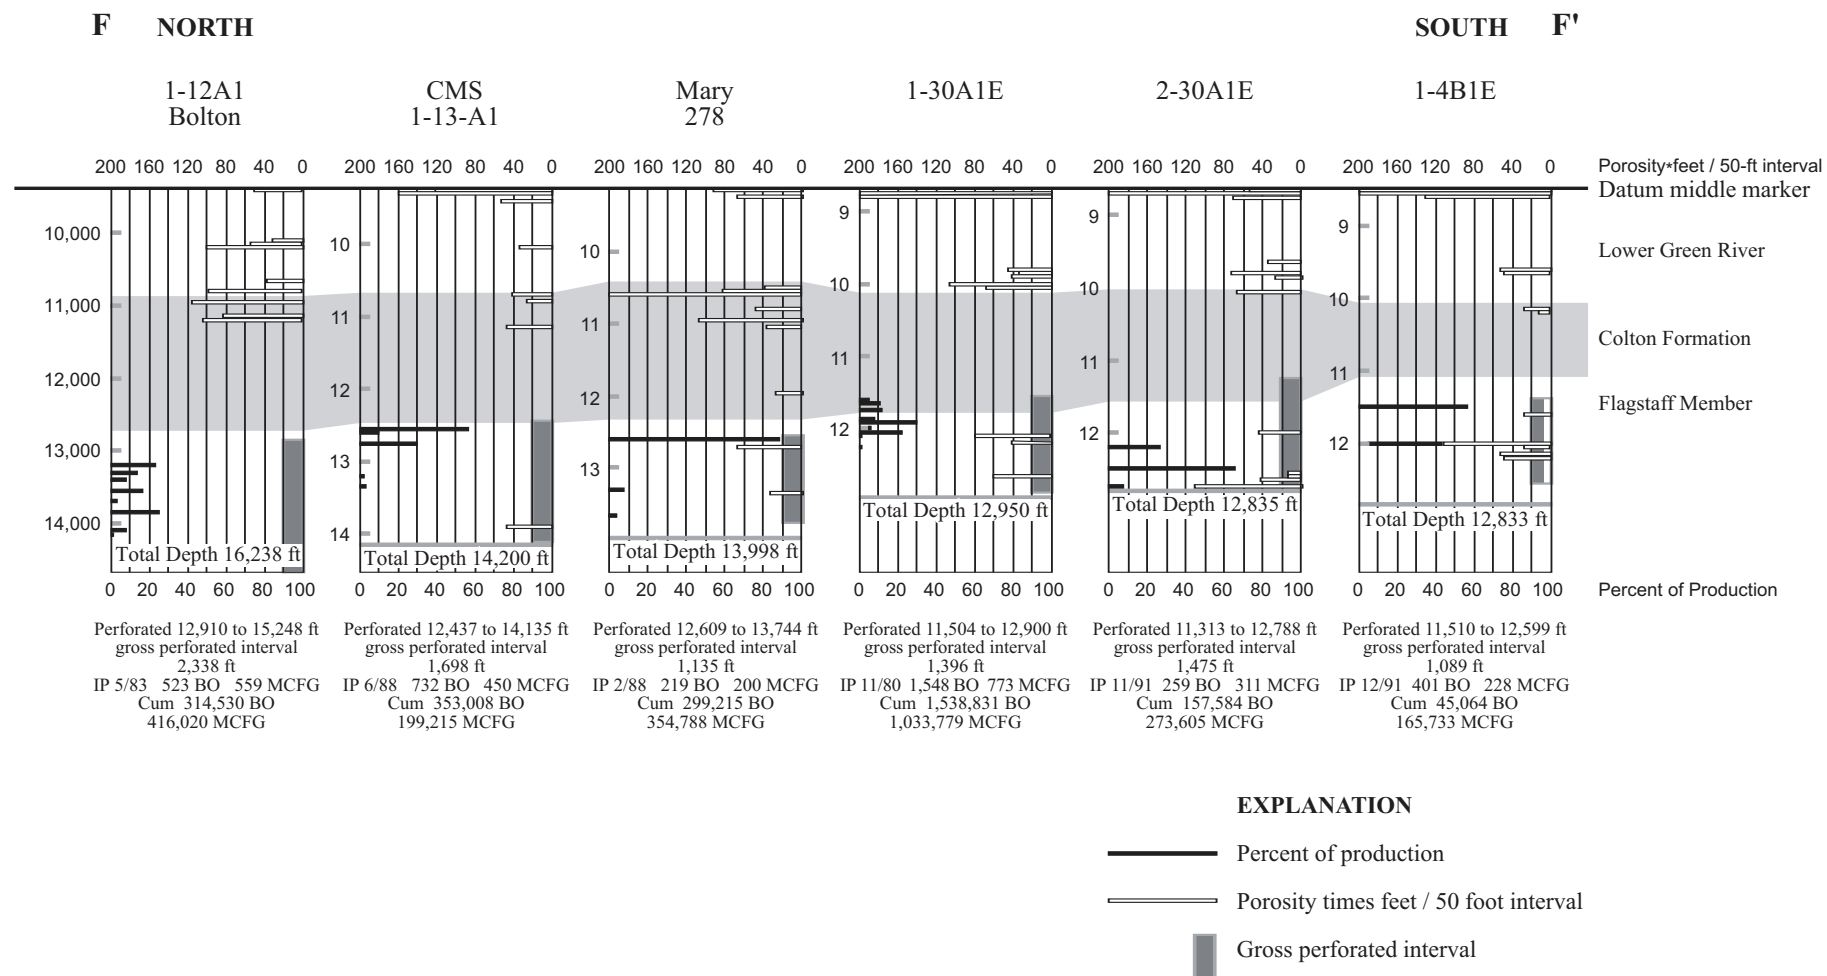 F NORTH SOUTH F'
1-12A1 CMS Mary 1-30A1E 2-30A1E 1-4B1E
Bolton 1-13-A1 278
200 160 120 80 40 0 200 160 120 80 40 0 200 160 120 80 40 0 200 160 120 80 40 0 200 160 120 80 40 0 200 160 120 80 40 0 Porosity*feet / 50-ft interval
Datum middle marker
Lower Green River
Colton Formation
Flagstaff Member
10,000
11,000
12,000
13,000
14,000
Total Depth 16,238 ft
10
11
12
13
14
Total Depth 14,200 ft
10
11
12
13
Total Depth 13,998 ft
9
10
11
12
Total Depth 12,950 ft
9
10
11
12
Total Depth 12,835 ft
9
10
11
12
Total Depth 12,833 ft
0 20 40 60 80 100 0 20 40 60 80 100 0 20 40 60 80 100 0 20 40 60 80 100 0 20 40 60 80 100 0 20 40 60 80 100 Percent of Production
Perforated 12,910 to 15,248 ft
gross perforated interval
2,338 ft
IP 5/83 523 BO 559 MCFG
Cum 314,530 BO
416,020 MCFG
Perforated 12,437 to 14,135 ft
gross perforated interval
1,698 ft
IP 6/88 732 BO 450 MCFG
Cum 353,008 BO
199,215 MCFG
Perforated 12,609 to 13,744 ft
gross perforated interval
1,135 ft
IP 2/88 219 BO 200 MCFG
Cum 299,215 BO
354,788 MCFG
Perforated 11,504 to 12,900 ft
gross perforated interval
1,396 ft
IP 11/80 1,548 BO 773 MCFG
Cum 1,538,831 BO
1,033,779 MCFG
Perforated 11,313 to 12,788 ft
gross perforated interval
1,475 ft
IP 11/91 259 BO 311 MCFG
Cum 157,584 BO
273,605 MCFG
Perforated 11,510 to 12,599 ft
gross perforated interval
1,089 ft
IP 12/91 401 BO 228 MCFG
Cum 45,064 BO
165,733 MCFG
EXPLANATION
Percent of production
Porosity times feet / 50 foot interval
Gross perforated interval